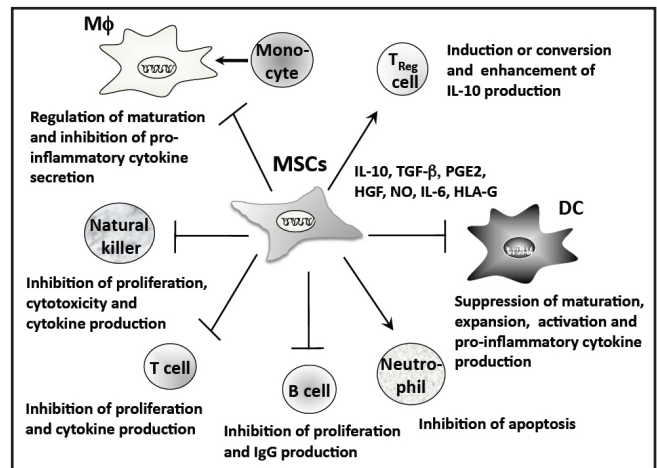 Mϕ
Mono-
cyte
T_Reg
cell
Induction or conversion
and enhancement of
IL-10 production
Regulation of maturation
and inhibition of pro-
inflammatory cytokine
secretion
MSCs
IL-10, TGF-β, PGE2,
HGF, NO, IL-6, HLA-G
DC
Natural
killer
Inhibition of proliferation,
cytotoxicity and
cytokine production
Suppression of maturation,
expansion, activation and
pro-inflammatory cytokine
production
T cell
Inhibition of proliferation
and cytokine production
B cell
Inhibition of proliferation
and IgG production
Neutro-
phil
Inhibition of apoptosis